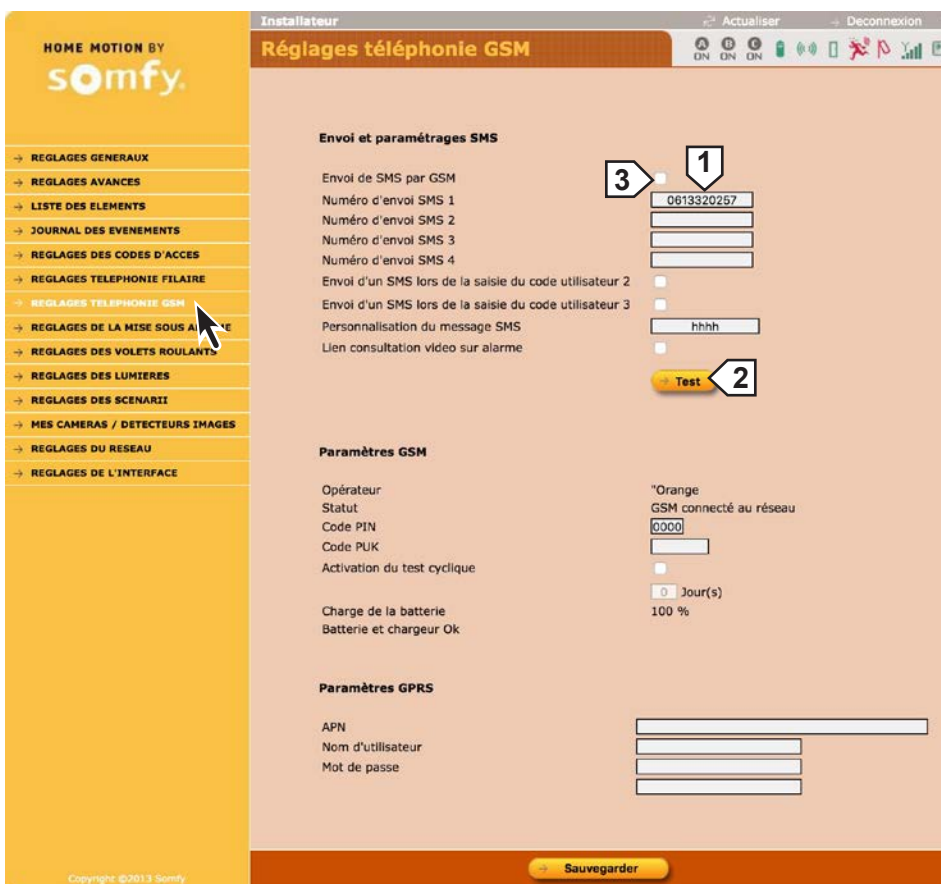 Installateur
Actualiser
Deconnexion
HOME MOTION BY
somfy.
Réglages téléphonie GSM
A B C
ON ON ON
REGLAGES GENERAUX
REGLAGES AVANCES
LISTE DES ELEMENTS
JOURNAL DES EVENEMENTS
REGLAGES DES CODES D'ACCES
REGLAGES TELEPHONIE FILAIRE
REGLAGES TELEPHONIE GSM
REGLAGES DE LA MISE SOUS
REGLAGES DES VOLETS ROULANTS
REGLAGES DES LUMIERES
REGLAGES DES SCENARII
MES CAMERAS / DETECTEURS IMAGES
REGLAGES DU RESEAU
REGLAGES DE L'INTERFACE
Envoi et paramétrages SMS
Envoi de SMS par GSM 3 1
Numéro d'envoi SMS 1 0613320257
Numéro d'envoi SMS 2
Numéro d'envoi SMS 3
Numéro d'envoi SMS 4
Envoi d'un SMS lors de la saisie du code utilisateur 2
Envoi d'un SMS lors de la saisie du code utilisateur 3
Personnalisation du message SMS hhhh
Lien consultation video sur alarme
Test 2
Paramètres GSM
Opérateur "Orange
Statut GSM connecté au réseau
Code PIN 0000
Code PUK
Activation du test cyclique
0 Jour(s)
Charge de la batterie 100 %
Batterie et chargeur Ok
Paramètres GPRS
APN
Nom d'utilisateur
Mot de passe
Sauvegarder
Copyright ©2013 Somfy